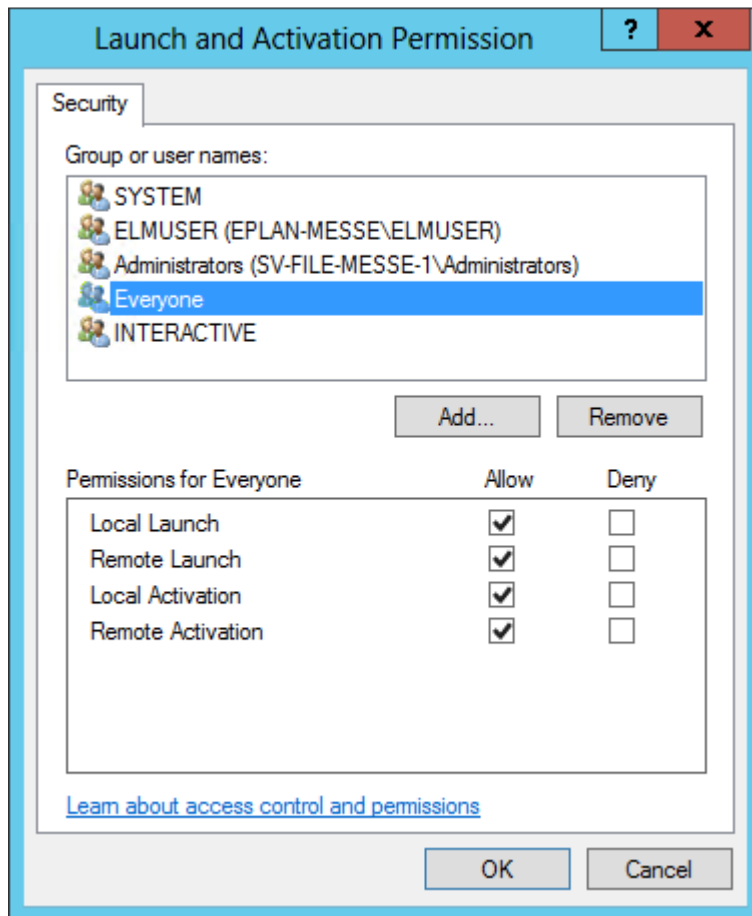 Launch and Activation Permission ? x
Security
Group or user names:
SYSTEM
ELMUSER (EPLAN-MESSE\ELMUSER)
Administrators (SV-FILE-MESSE-1\Administrators)
Everyone
INTERACTIVE
Add... Remove
Permissions for Everyone Allow Deny
Local Launch
Remote Launch
Local Activation
Remote Activation
Learn about access control and permissions
OK Cancel